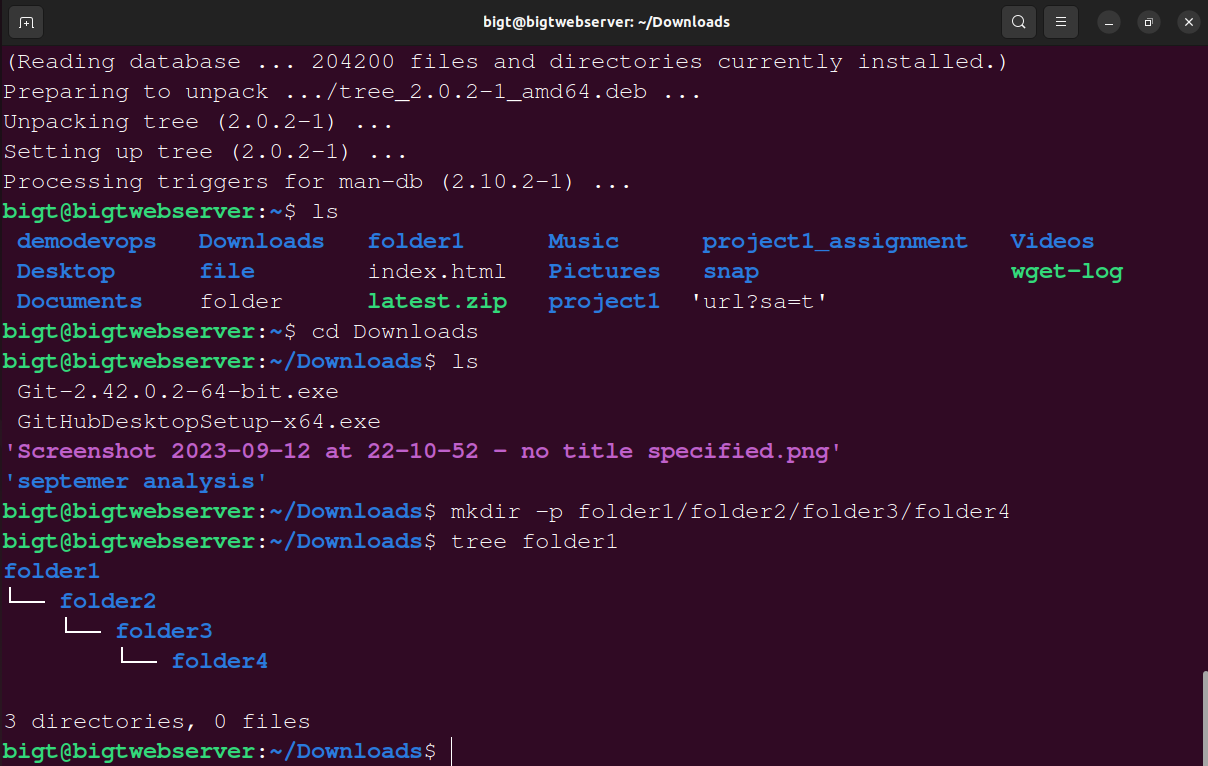 bigt@bigtwebserver: ~/Downloads
(Reading database ... 204200 files and directories currently installed.)
Preparing to unpack .../tree_2.0.2-1_amd64.deb ...
Unpacking tree (2.0.2-1) ...
Setting up tree (2.0.2-1) ...
Processing triggers for man-db (2.10.2-1) ...
bigt@bigtwebserver:~$ ls
demodevops Downloads folder1 Music project1_assignment Videos
Desktop file index.html Pictures snap wget-log
Documents folder latest.zip project1 'url?sa=t'
bigt@bigtwebserver:~$ cd Downloads
bigt@bigtwebserver:~/Downloads$ ls
Git-2.42.0.2-64-bit.exe
GitHubDesktopSetup-x64.exe
'Screenshot 2023-09-12 at 22-10-52 - no title specified.png'
'septemer analysis'
bigt@bigtwebserver:~/Downloads$ mkdir -p folder1/folder2/folder3/folder4
bigt@bigtwebserver:~/Downloads$ tree folder1
folder1
└── folder2
    └── folder3
        └── folder4
3 directories, 0 files
bigt@bigtwebserver:~/Downloads$